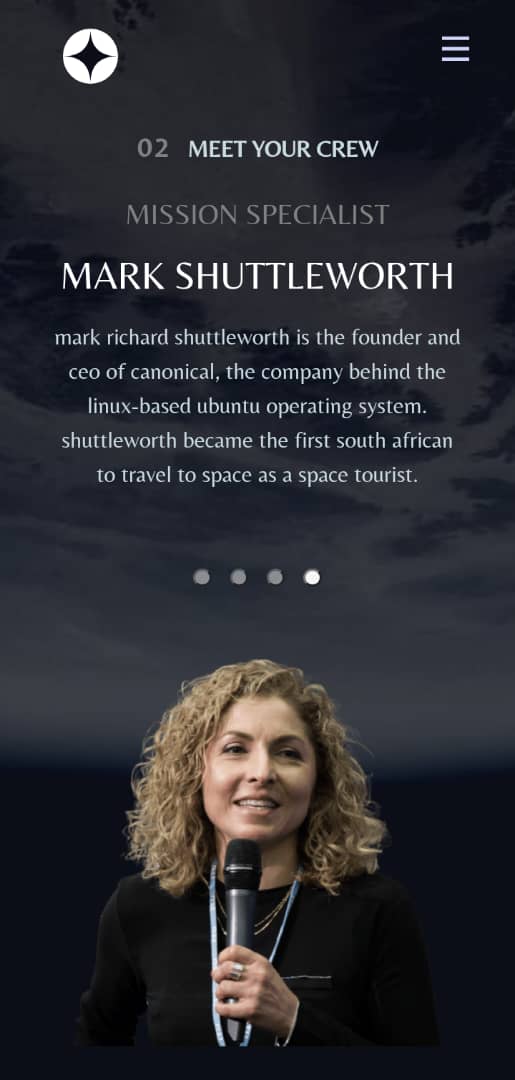 02 MEET YOUR CREW
MISSION SPECIALIST
MARK SHUTTLEWORTH
mark richard shuttleworth is the founder and
ceo of canonical, the company behind the
linux-based ubuntu operating system.
shuttleworth became the first south african
to travel to space as a space tourist.